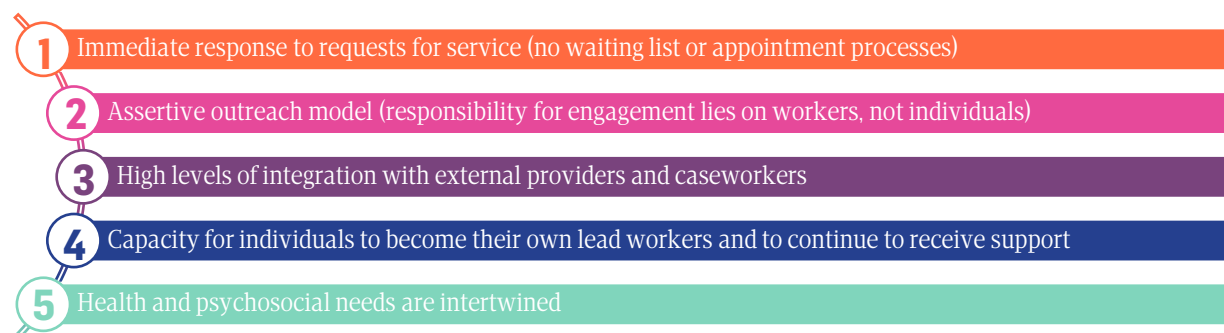 1 Immediate response to requests for service (no waiting list or appointment processes)
2 Assertive outreach model (responsibility for engagement lies on workers, not individuals)
3 High levels of integration with external providers and caseworkers
4 Capacity for individuals to become their own lead workers and to continue to receive support
5 Health and psychosocial needs are intertwined